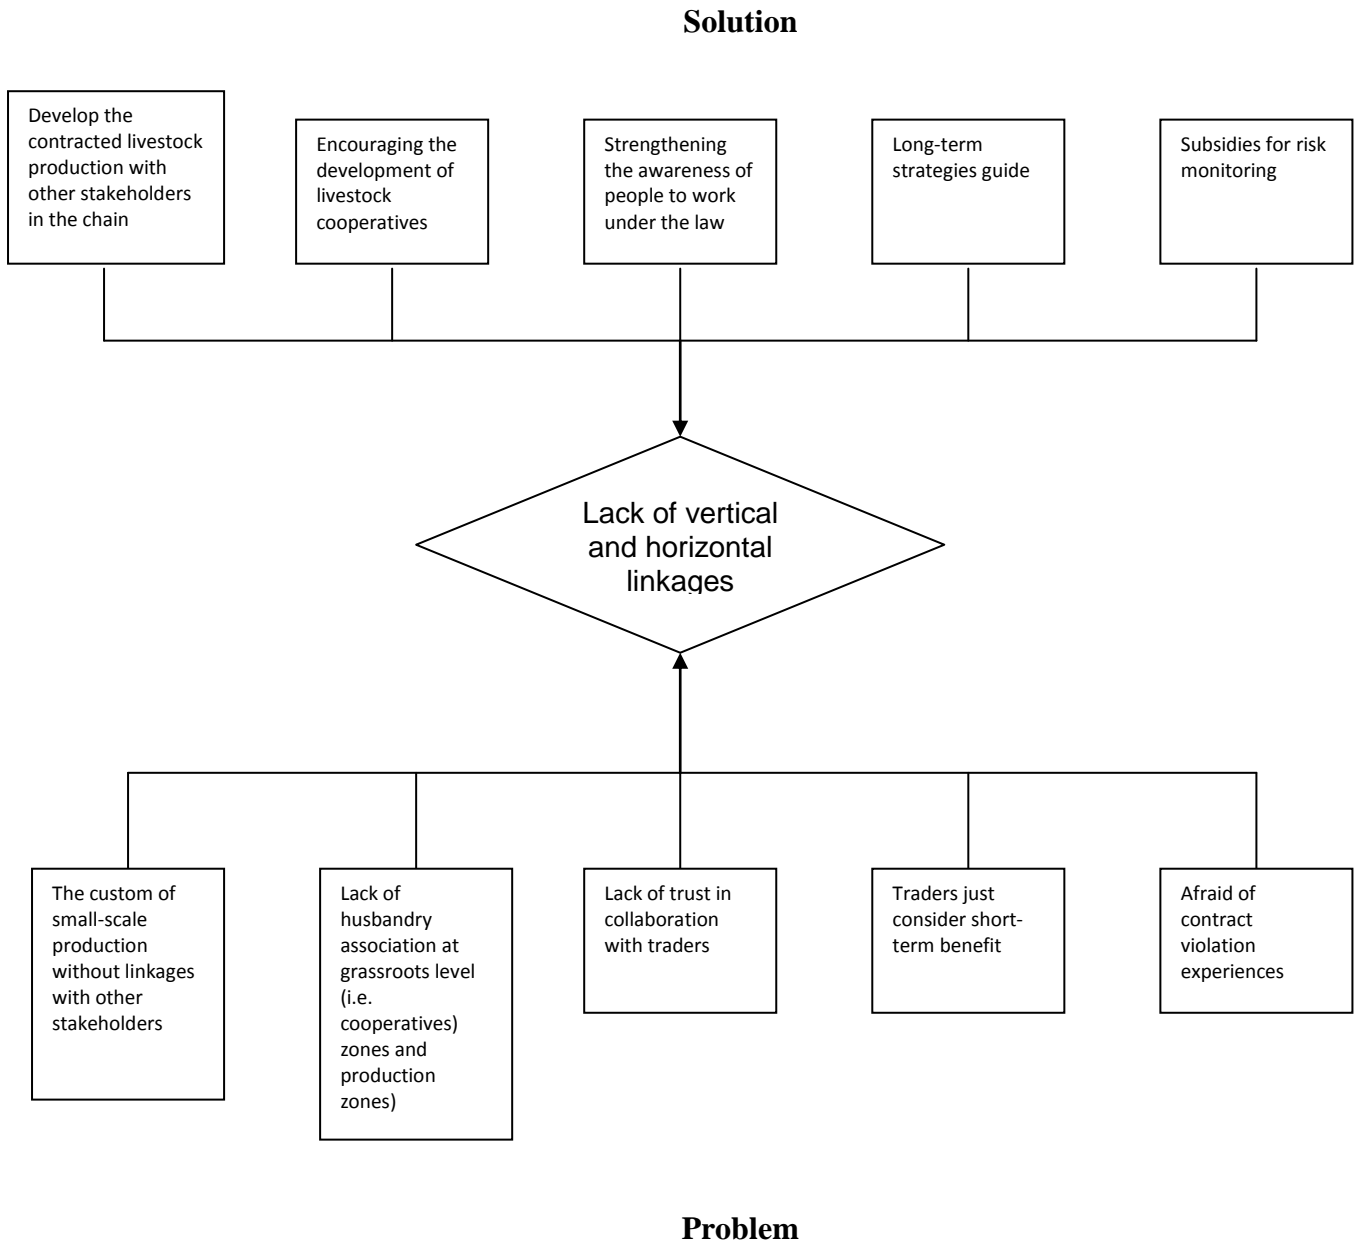 Solution
Develop the
contracted livestock
production with
other stakeholders
in the chain
Encouraging the
development of
livestock
cooperatives
Strengthening
the awareness of
people to work
under the law
Long-term
strategies guide
Subsidies for risk
monitoring
Lack of vertical
and horizontal
linkages
The custom of
small-scale
production
without linkages
with other
stakeholders
Lack of
husbandry
association at
grassroots level
(i.e.
cooperatives)
zones and
production
zones)
Lack of trust in
collaboration
with traders
Traders just
consider short-
term benefit
Afraid of
contract
violation
experiences
Problem